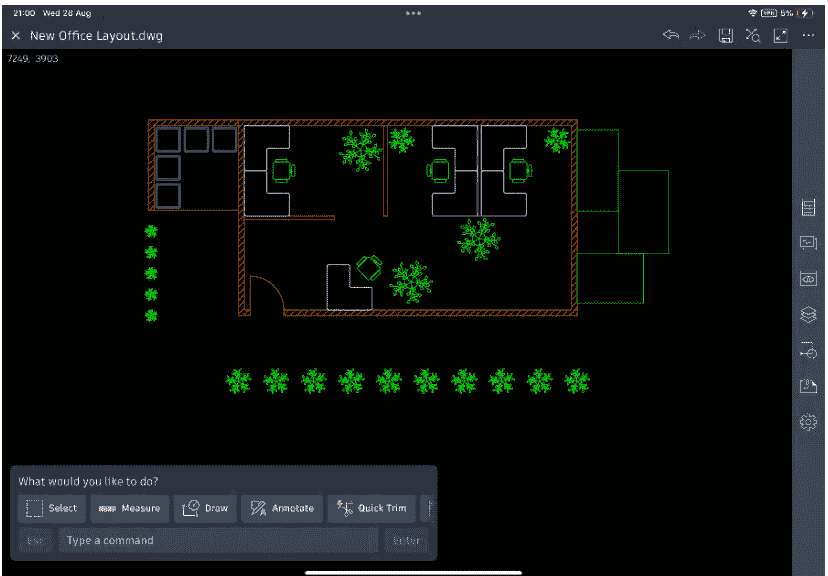 21:00 Wed 28 Aug
VPN 5%
New Office Layout.dwg
7249, 3903
What would you like to do?
Select Measure Draw Annotate Quick Trim
Esc Type a command Enter